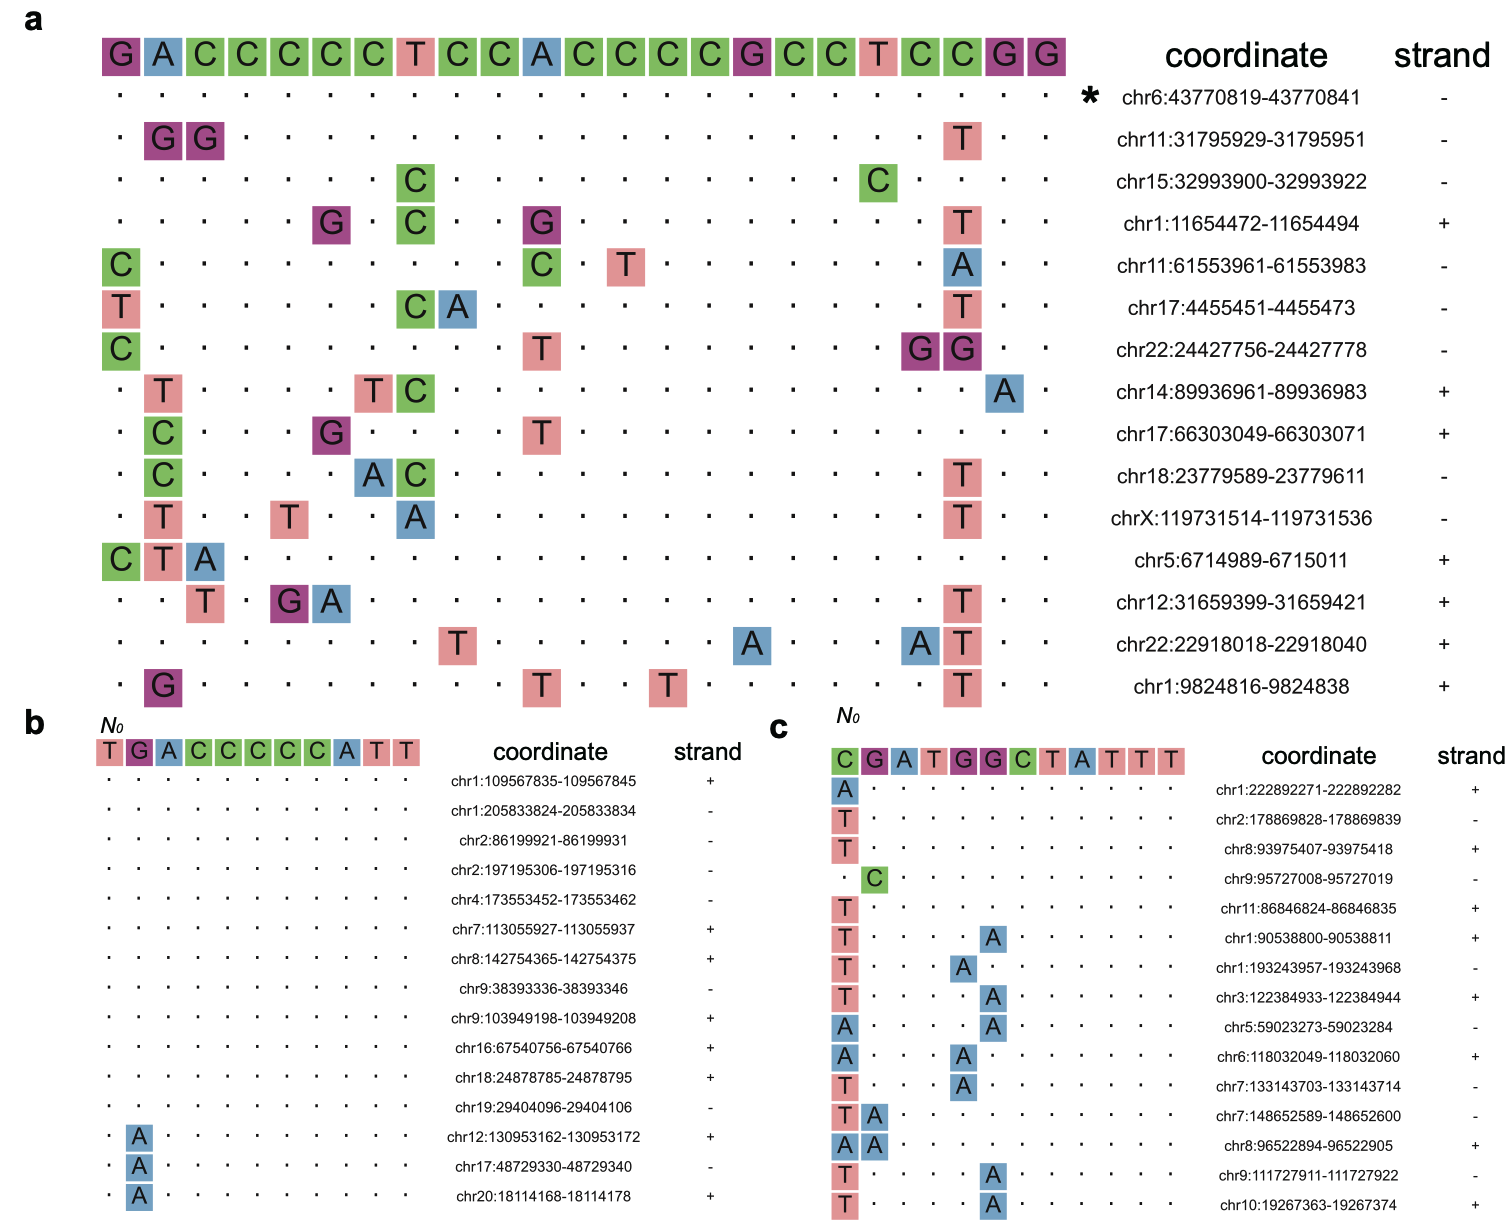 a
G A C C C C C T C C A C C C C G C C T C C G G coordinate strand
. . . . . . . . . . . . . . . . . . . . . . . * chr6:43770819-43770841 -
. G G . . . . . . . . . . . . . . . . . T . . chr11:31795929-31795951 -
. . . . . . . C . . . . . . . . . . C . . . . chr15:32993900-32993922 -
. . . . . G . C . . G . . . . . . . . . T . . chr1:11654472-11654494 +
C . . . . . . . . . C . T . . . . . . . A . . chr11:61553961-61553983 -
T . . . . . . C A . . . . . . . . . . . T . . chr17:4455451-4455473 -
C . . . . . . . . . T . . . . . . . . G G . . chr22:24427756-24427778 -
. T . . . . T C . . . . . . . . . . . . . A . chr14:89936961-89936983 +
. C . . . G . . . . T . . . . . . . . . . . . chr17:66303049-66303071 +
. C . . . . A C . . . . . . . . . . . . T . . chr18:23779589-23779611 -
. T . . T . . A . . . . . . . . . . . . T . . chrX:119731514-119731536 -
C T A . . . . . . . . . . . . . . . . . . . . chr5:6714989-6715011 +
. . T . G A . . . . . . . . . . . . . . T . . chr12:31659399-31659421 +
. . . . . . . . T . . . . . . A . . . A T . . chr22:22918018-22918040 +
. G . . . . . . . . T . . T . . . . . . T . . chr1:9824816-9824838 +
b
N0
T G A C C C C C A T T coordinate strand
. . . . . . . . . . . chr1:109567835-109567845 +
. . . . . . . . . . . chr1:205833824-205833834 -
. . . . . . . . . . . chr2:86199921-86199931 -
. . . . . . . . . . . chr2:197195306-197195316 -
. . . . . . . . . . . chr4:173553452-173553462 -
. . . . . . . . . . . chr7:113055927-113055937 +
. . . . . . . . . . . chr8:142754365-142754375 +
. . . . . . . . . . . chr9:38393336-38393346 -
. . . . . . . . . . . chr9:103949198-103949208 +
. . . . . . . . . . . chr16:67540756-67540766 +
. . . . . . . . . . . chr18:24878785-24878795 +
. . . . . . . . . . . chr19:29404096-29404106 -
. A . . . . . . . . . chr12:130953162-130953172 +
. A . . . . . . . . . chr17:48729330-48729340 -
. A . . . . . . . . . chr20:18114168-18114178 +
c
N0
C G A T G G C T A T T T coordinate strand
A . . . . . . . . . . . chr1:222892271-222892282 +
T . . . . . . . . . . . chr2:178869828-178869839 -
T . . . . . . . . . . . chr8:93975407-93975418 +
. C . . . . . . . . . . chr9:95727008-95727019 -
T . . . . . . . . . . . chr11:86846824-86846835 +
T . . . . A . . . . . . chr1:90538800-90538811 +
T . . . A . . . . . . . chr1:193243957-193243968 -
T . . . . A . . . . . . chr3:122384933-122384944 +
A . . . . A . . . . . . chr5:59023273-59023284 -
A . . . A . . . . . . . chr6:118032049-118032060 +
T . . . A . . . . . . . chr7:133143703-133143714 -
T A . . . . . . . . . . chr7:148652589-148652600 -
A A . . . . . . . . . . chr8:96522894-96522905 +
T . . . . A . . . . . . chr9:111727911-111727922 -
T . . . . A . . . . . . chr10:19267363-19267374 +